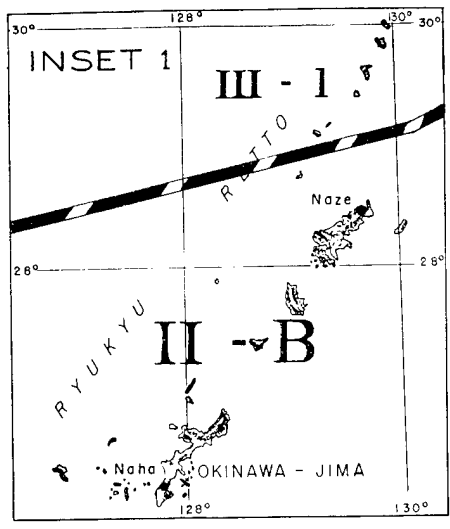 128° 130°
30° 30°
INSET 1
III - 1
RETTO
Naze
28° 28°
II - B
RYUKYU
Naha OKINAWA - JIMA
128° 130°